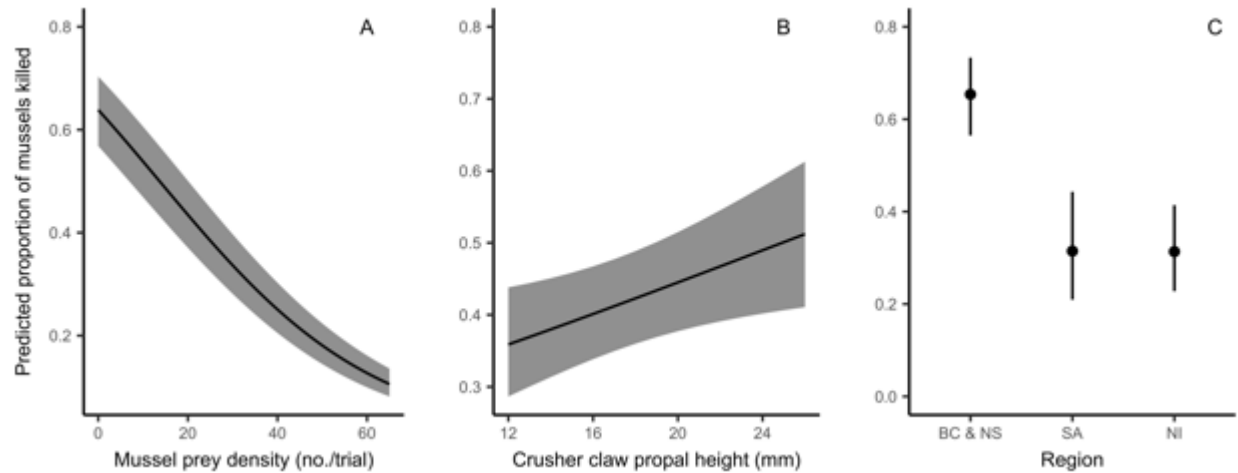 A
B
C
Predicted proportion of mussels killed
0.8
0.6
0.4
0.2
0
20
40
60
Mussel prey density (no./trial)
0.8
0.7
0.6
0.5
0.4
0.3
12
16
20
24
Crusher claw propal height (mm)
0.8
0.6
0.4
0.2
0.0
BC & NS
SA
NI
Region